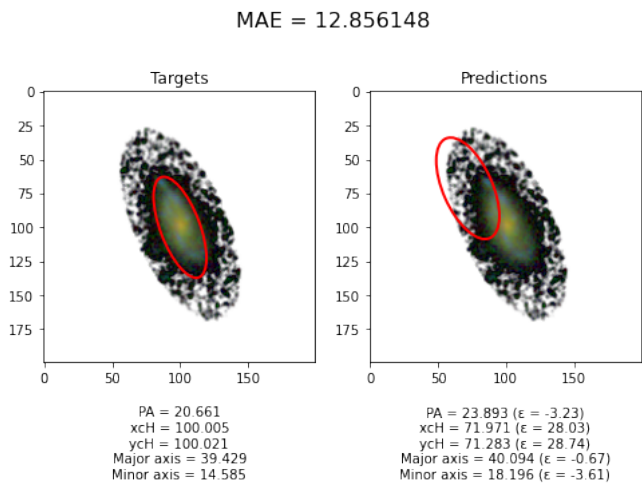 MAE = 12.856148
Targets
Predictions
0
25
50
75
100
125
150
175
0
50
100
150
0
25
50
75
100
125
150
175
0
50
100
150
PA = 20.661
xcH = 100.005
ycH = 100.021
Major axis = 39.429
Minor axis = 14.585
PA = 23.893 (ε = -3.23)
xcH = 71.971 (ε = 28.03)
ycH = 71.283 (ε = 28.74)
Major axis = 40.094 (ε = -0.67)
Minor axis = 18.196 (ε = -3.61)